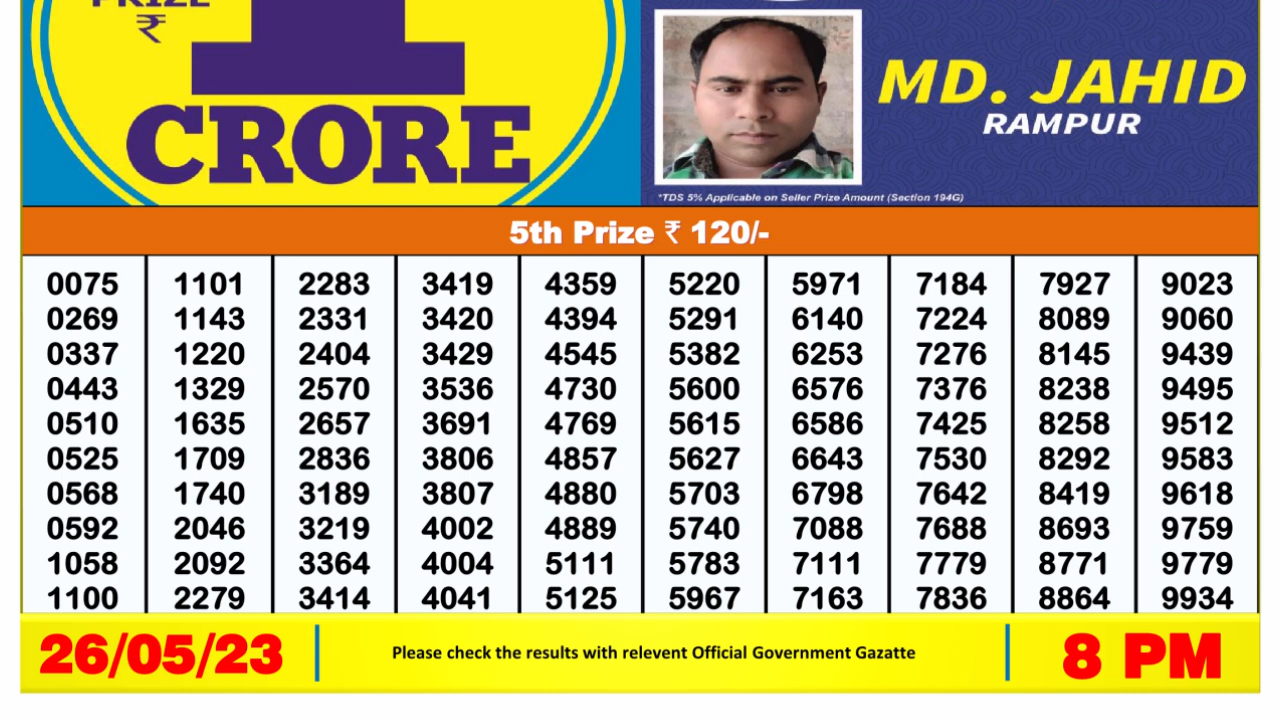 PRIZE
₹
1
CRORE
MD. JAHID
RAMPUR
*TDS 5% Applicable on Seller Prize Amount (Section 194G)
5th Prize ₹ 120/-
0075 1101 2283 3419 4359 5220 5971 7184 7927 9023
0269 1143 2331 3420 4394 5291 6140 7224 8089 9060
0337 1220 2404 3429 4545 5382 6253 7276 8145 9439
0443 1329 2570 3536 4730 5600 6576 7376 8238 9495
0510 1635 2657 3691 4769 5615 6586 7425 8258 9512
0525 1709 2836 3806 4857 5627 6643 7530 8292 9583
0568 1740 3189 3807 4880 5703 6798 7642 8419 9618
0592 2046 3219 4002 4889 5740 7088 7688 8693 9759
1058 2092 3364 4004 5111 5783 7111 7779 8771 9779
1100 2279 3414 4041 5125 5967 7163 7836 8864 9934
26/05/23
Please check the results with relevent Official Government Gazatte
8 PM